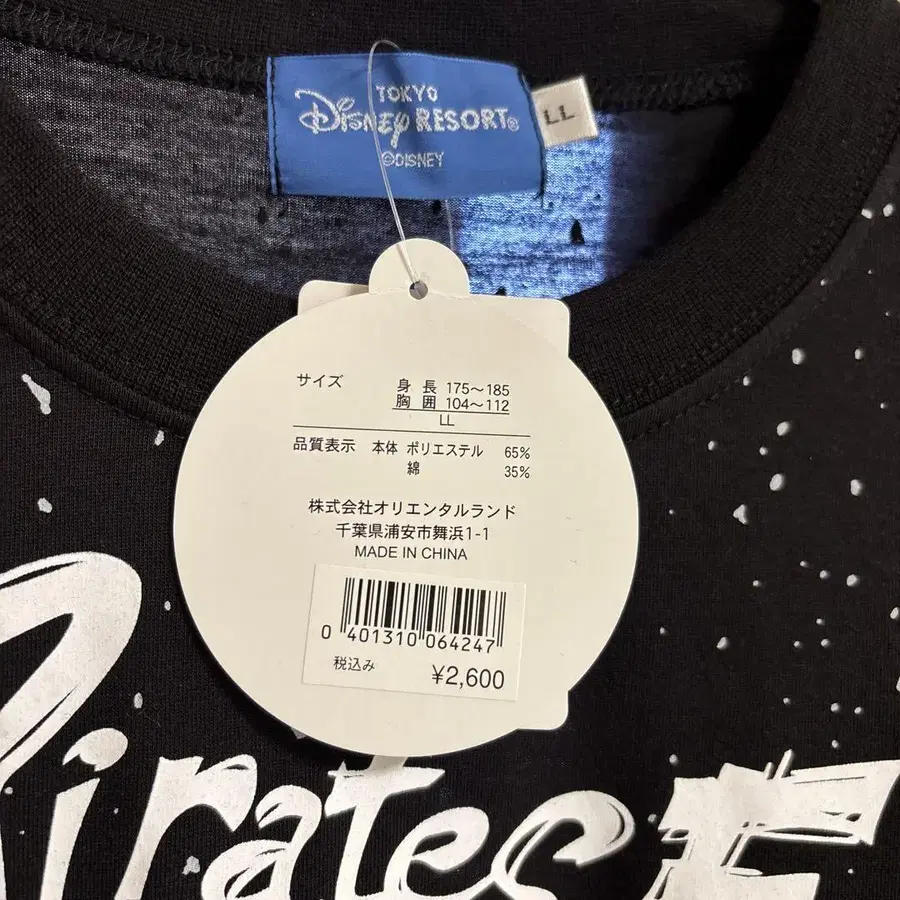 TOKYO
Disney RESORT®
©DISNEY
LL
サイズ 身長 175～185
胸囲 104～112
LL
品質表示 本体 ポリエステル 65%
綿 35%
株式会社オリエンタルランド
千葉県浦安市舞浜1-1
MADE IN CHINA
0 401310 064247
税込み ¥2,600
Pirates